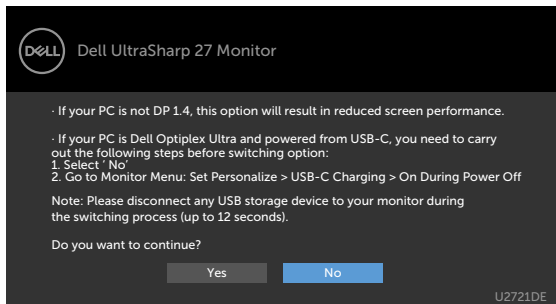 DELL
Dell UltraSharp 27 Monitor
· If your PC is not DP 1.4, this option will result in reduced screen performance.
· If your PC is Dell Optiplex Ultra and powered from USB-C, you need to carry
out the following steps before switching option:
1. Select ‘ No’
2. Go to Monitor Menu: Set Personalize > USB-C Charging > On During Power Off
Note: Please disconnect any USB storage device to your monitor during
the switching process (up to 12 seconds).
Do you want to continue?
Yes No
U2721DE